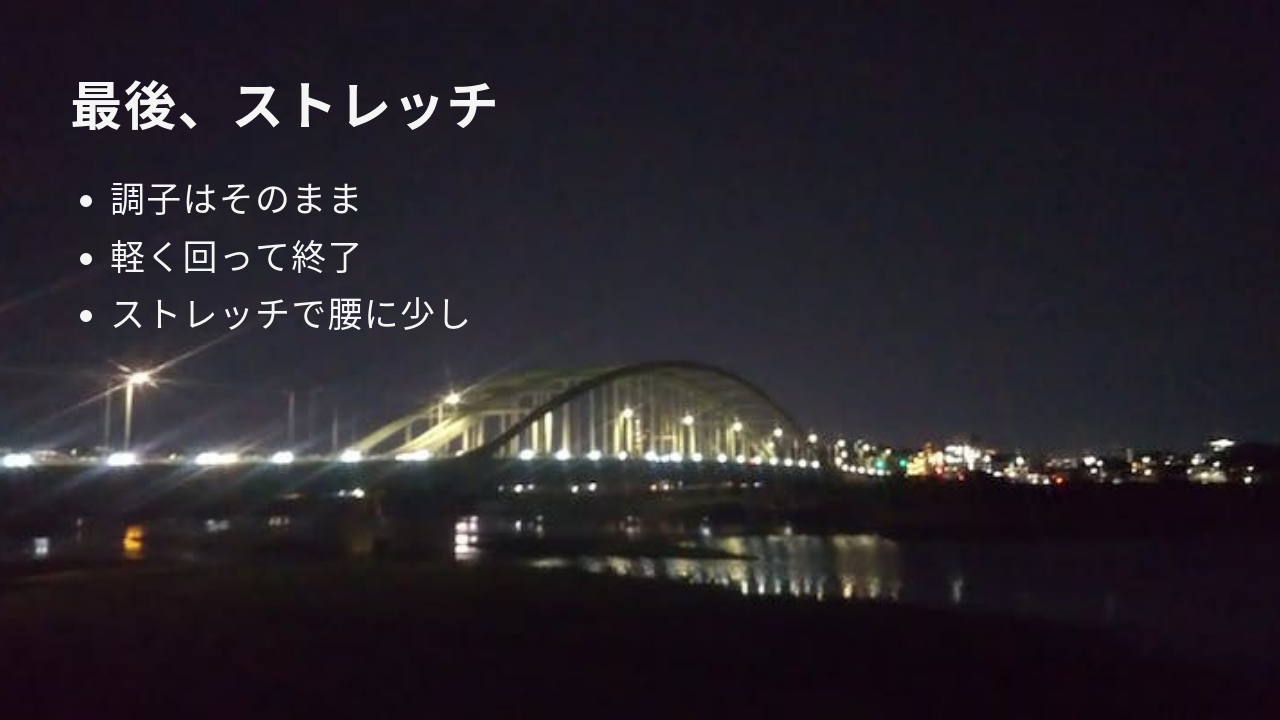 最後、ストレッチ
調子はそのまま
軽く回って終了
ストレッチで腰に少し